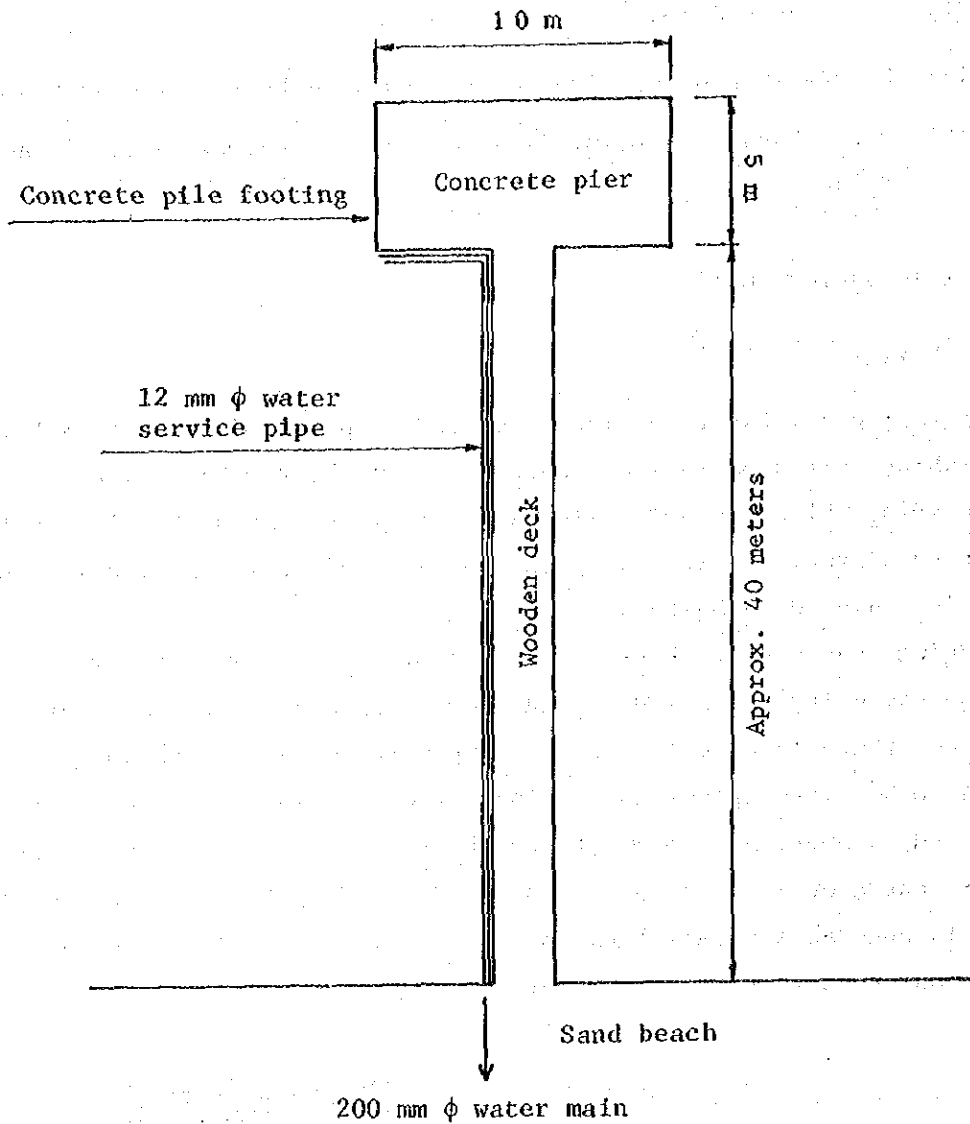 10 m
5 m
Concrete pier
Concrete pile footing
12 mm ϕ water
service pipe
Wooden deck
Approx. 40 meters
Sand beach
200 mm ϕ water main